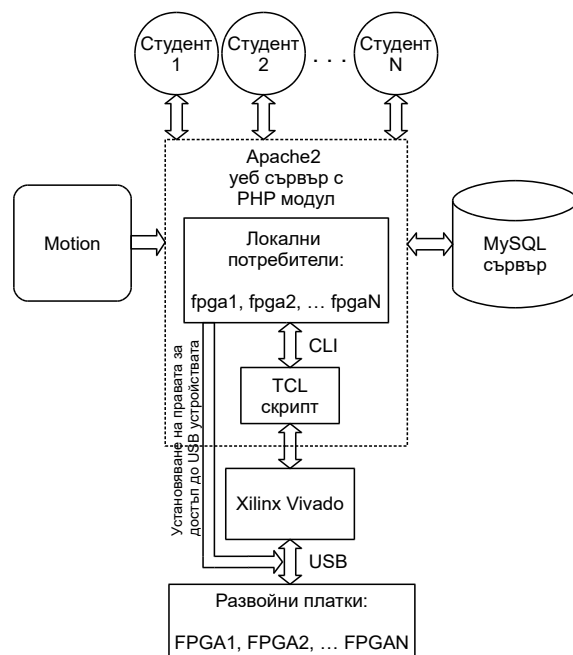 Студент
1
Студент
2
. . .
Студент
N
Apache2
уеб сървър с
PHP модул
Motion
Локални
потребители:
fpga1, fpga2, ... fpgaN
MySQL
сървър
CLI
TCL
скрипт
Установяване на правата за
достъп до USB устройствата
Xilinx Vivado
USB
Развойни платки:
FPGA1, FPGA2, ... FPGAN